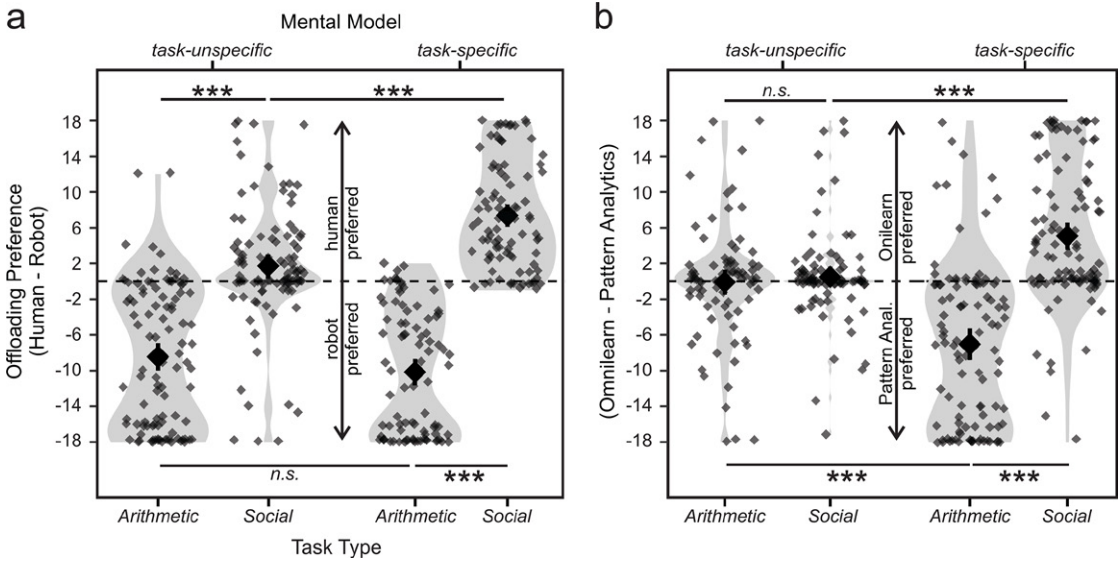 a
Mental Model
task-unspecific
task-specific
***
***
Offloading Preference
(Human - Robot)
18
14
10
6
2
-2
-6
-10
-14
-18
human
preferred
robot
preferred
n.s.
***
Arithmetic
Social
Arithmetic
Social
Task Type
b
task-unspecific
task-specific
n.s.
***
(Omnilearn - Pattern Analytics)
18
14
10
6
2
-2
-6
-10
-14
-18
Onilearn
preferred
Pattern Anal.
preferred
***
***
Arithmetic
Social
Arithmetic
Social